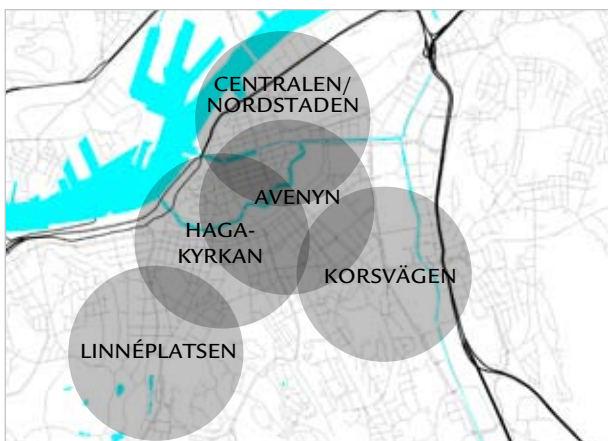 CENTRALEN/
NORDSTADEN
AVENYN
HAGA-
KYRKAN
KORSVÄGEN
LINNÉPLATSEN